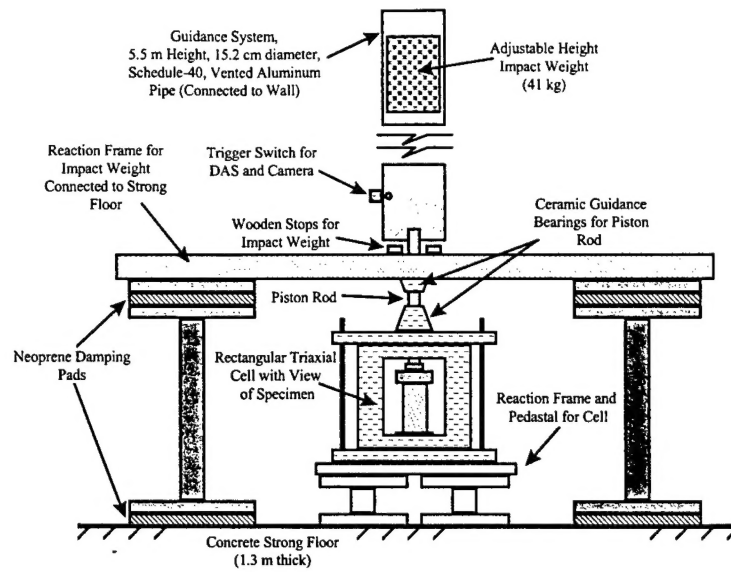 Guidance System,
5.5 m Height, 15.2 cm diameter,
Schedule-40, Vented Aluminum
Pipe (Connected to Wall)
Adjustable Height
Impact Weight
(41 kg)
Reaction Frame for
Impact Weight
Connected to Strong
Floor
Trigger Switch for
DAS and Camera
Wooden Stops for
Impact Weight
Ceramic Guidance
Bearings for Piston
Rod
Piston Rod
Neoprene Damping
Pads
Rectangular Triaxial
Cell with View
of Specimen
Reaction Frame and
Pedastal for Cell
Concrete Strong Floor
(1.3 m thick)